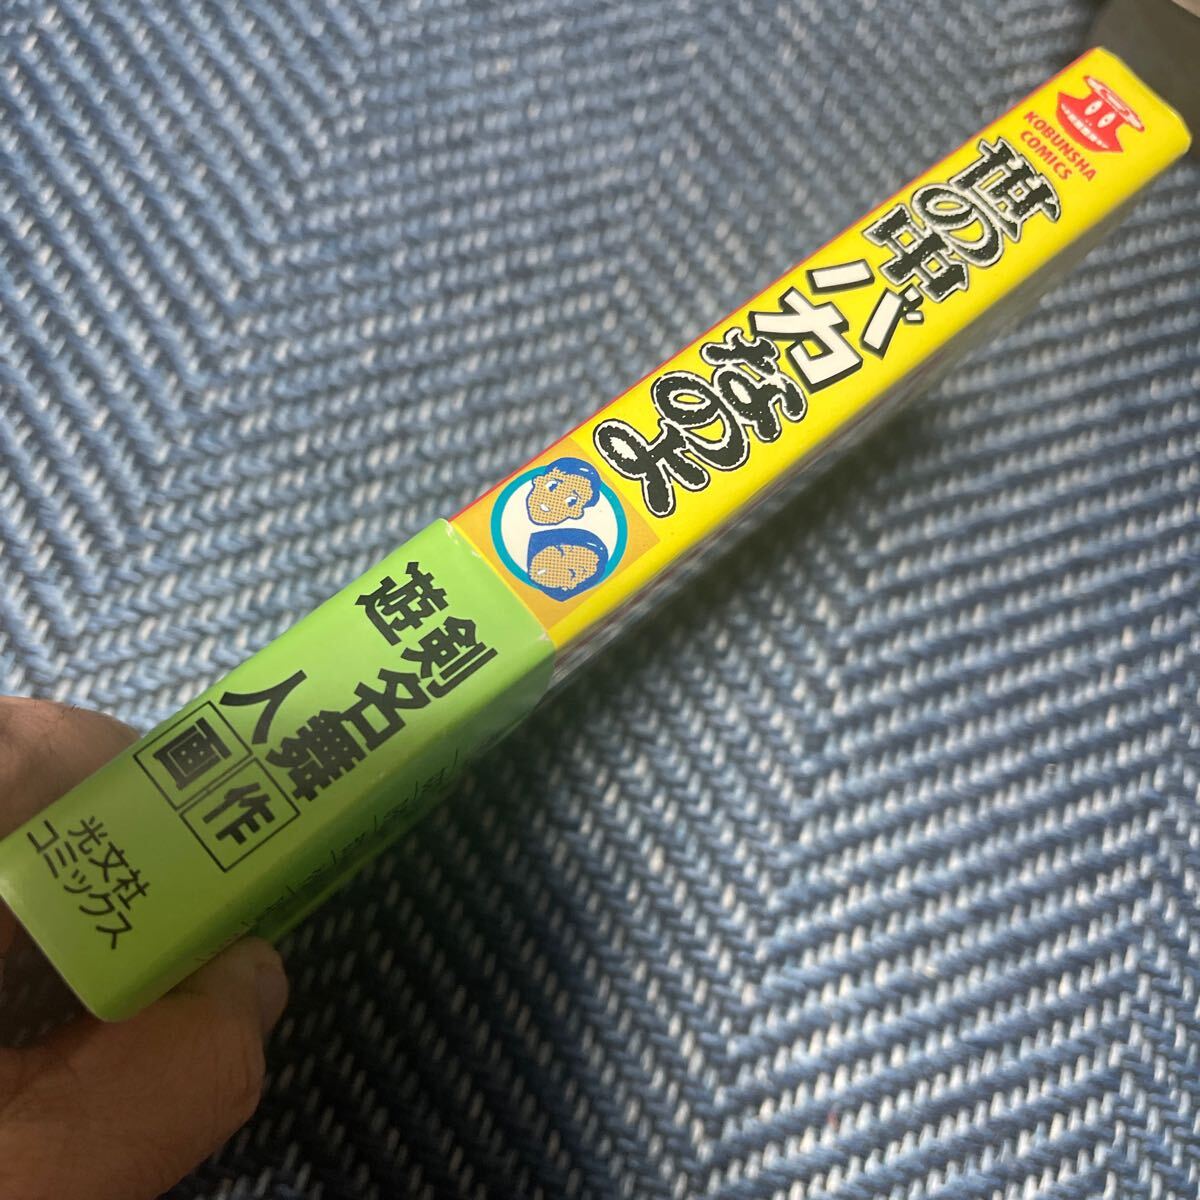 KOBUNSHA
COMICS
世の中バカなのよ
剣名舞 作
遊人 画
光文社
コミックス